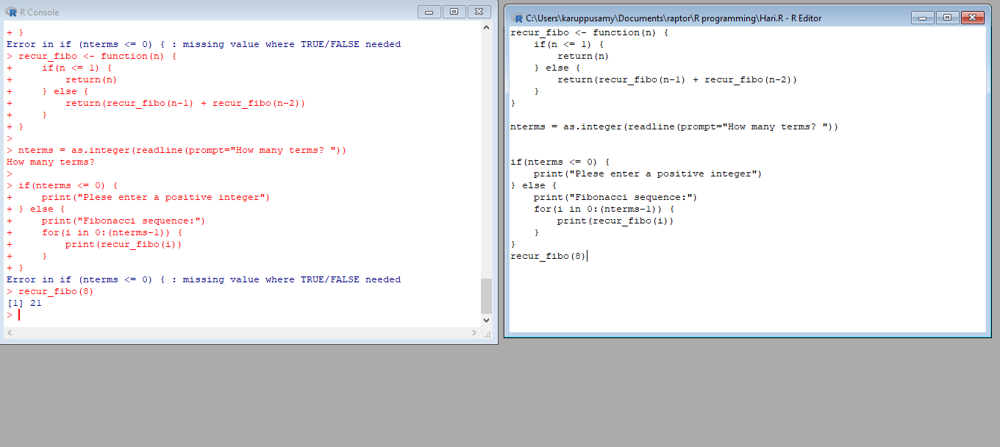 R Console
+ }
Error in if (nterms <= 0) { : missing value where TRUE/FALSE needed
> recur_fibo <- function(n) {
+     if(n <= 1) {
+         return(n)
+     } else {
+         return(recur_fibo(n-1) + recur_fibo(n-2))
+     }
+ }
>
> nterms = as.integer(readline(prompt="How many terms? "))
How many terms?
>
> if(nterms <= 0) {
+     print("Plese enter a positive integer")
+ } else {
+     print("Fibonacci sequence:")
+     for(i in 0:(nterms-1)) {
+         print(recur_fibo(i))
+     }
+ }
Error in if (nterms <= 0) { : missing value where TRUE/FALSE needed
> recur_fibo(8)
[1] 21
>
C:\Users\karuppusamy\Documents\raptor\R programming\Hari.R - R Editor
recur_fibo <- function(n) {
    if(n <= 1) {
        return(n)
    } else {
        return(recur_fibo(n-1) + recur_fibo(n-2))
    }
}
nterms = as.integer(readline(prompt="How many terms? "))
if(nterms <= 0) {
    print("Plese enter a positive integer")
} else {
    print("Fibonacci sequence:")
    for(i in 0:(nterms-1)) {
        print(recur_fibo(i))
    }
}
recur_fibo(8)